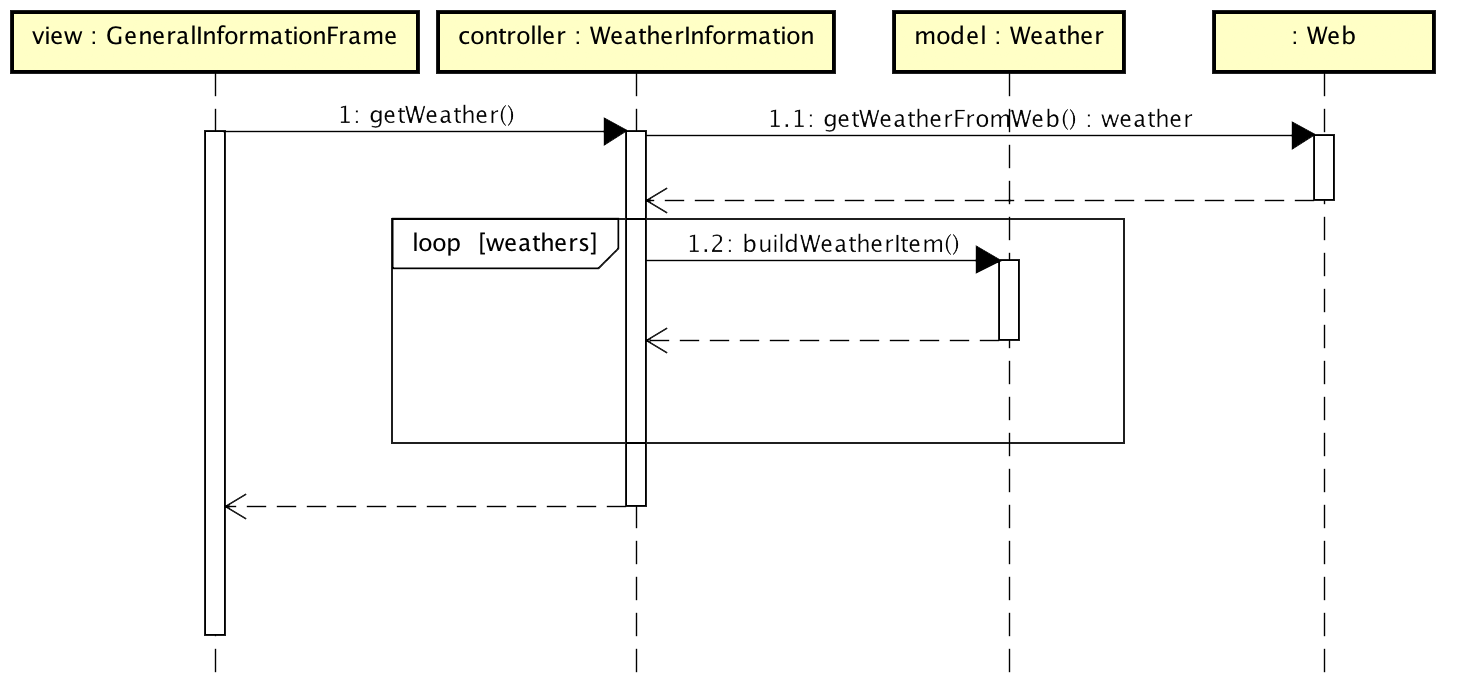 view : GeneralInformationFrame
controller : WeatherInformation
model : Weather
: Web
1: getWeather()
1.1: getWeatherFromWeb() : weather
loop [weathers]
1.2: buildWeatherItem()